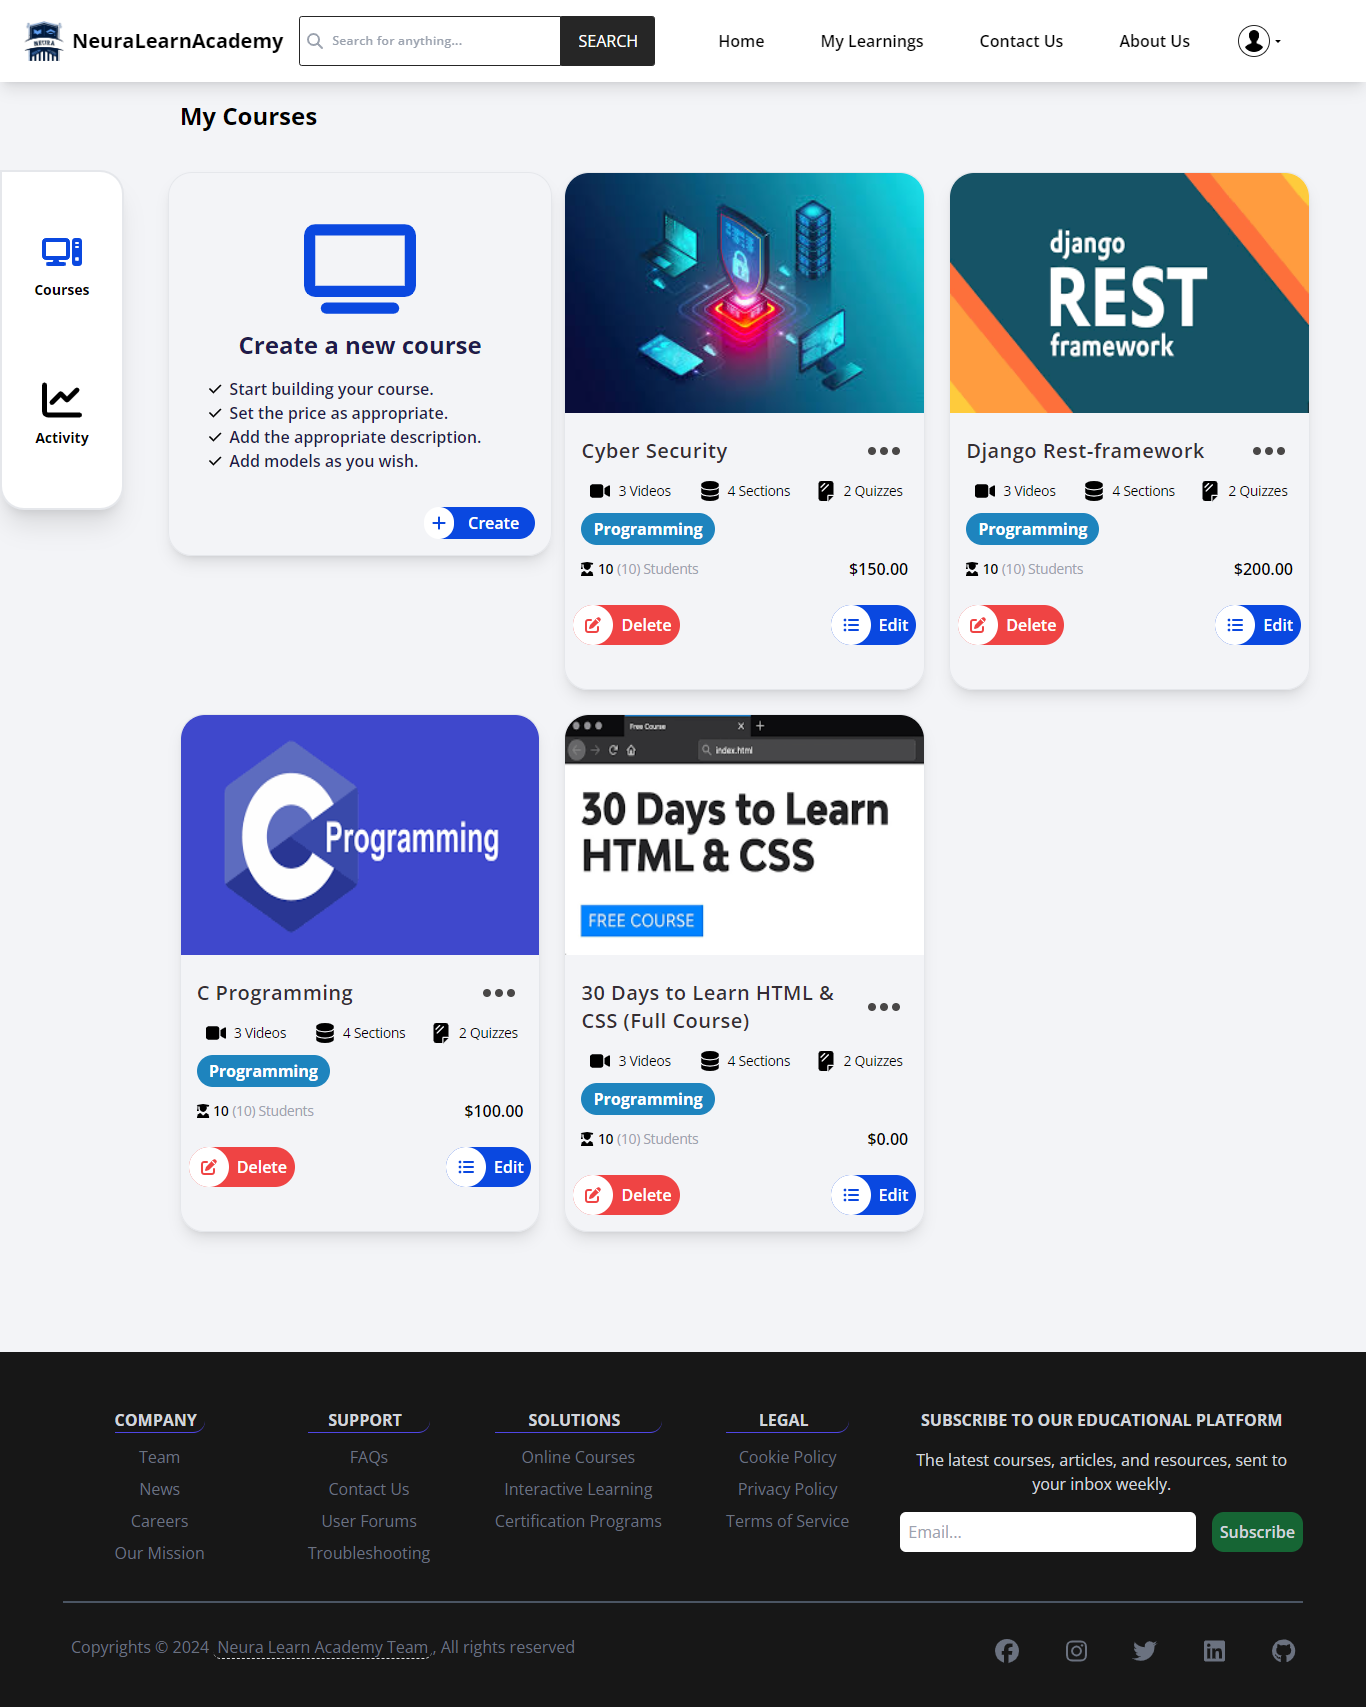 NEURA
NeuraLearnAcademy
Search for anything...
SEARCH
Home
My Learnings
Contact Us
About Us
My Courses
Courses
Activity
Create a new course
Start building your course.
Set the price as appropriate.
Add the appropriate description.
Add models as you wish.
Create
Cyber Security
3 Videos
4 Sections
2 Quizzes
Programming
10 (10) Students
$150.00
Delete
Edit
django
REST
framework
Django Rest-framework
3 Videos
4 Sections
2 Quizzes
Programming
10 (10) Students
$200.00
Delete
Edit
C Programming
C Programming
3 Videos
4 Sections
2 Quizzes
Programming
10 (10) Students
$100.00
Delete
Edit
Free Course
index.html
30 Days to Learn
HTML & CSS
FREE COURSE
30 Days to Learn HTML &
CSS (Full Course)
3 Videos
4 Sections
2 Quizzes
Programming
10 (10) Students
$0.00
Delete
Edit
COMPANY
Team
News
Careers
Our Mission
SUPPORT
FAQs
Contact Us
User Forums
Troubleshooting
SOLUTIONS
Online Courses
Interactive Learning
Certification Programs
LEGAL
Cookie Policy
Privacy Policy
Terms of Service
SUBSCRIBE TO OUR EDUCATIONAL PLATFORM
The latest courses, articles, and resources, sent to
your inbox weekly.
Email...
Subscribe
Copyrights © 2024 Neura Learn Academy Team, All rights reserved